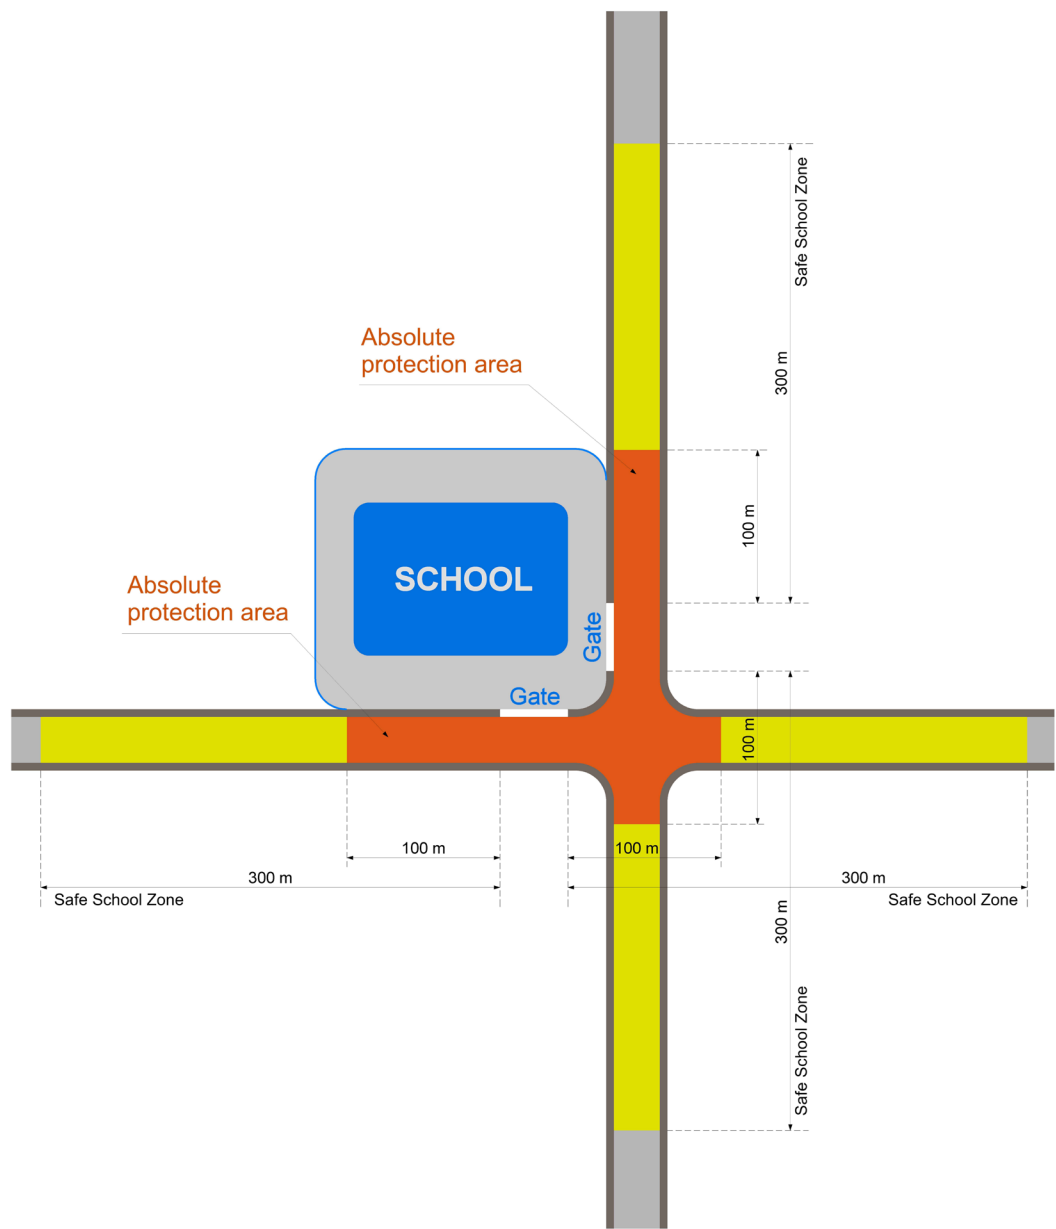 Safe School Zone
Absolute
protection area
300 m
100 m
SCHOOL
Absolute
protection area
Gate
Gate
100 m
100 m
100 m
300 m
300 m
Safe School Zone
Safe School Zone
300 m
Safe School Zone